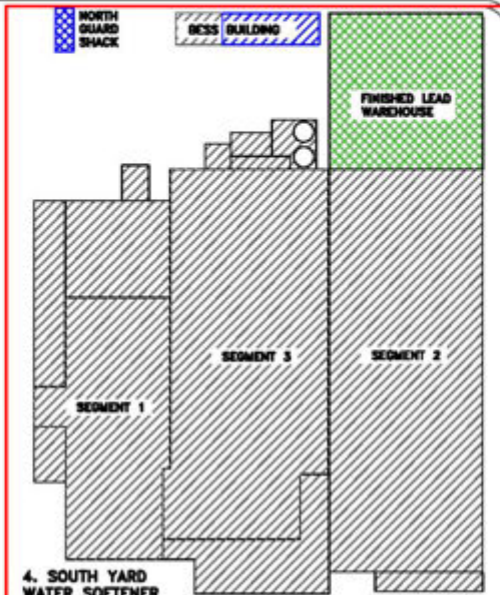 NORTH
GUARD
SHACK
BESS BUILDING
FINISHED LEAD
WAREHOUSE
SEGMENT 3
SEGMENT 2
SEGMENT 1
4. SOUTH YARD
WATER SOFTENER